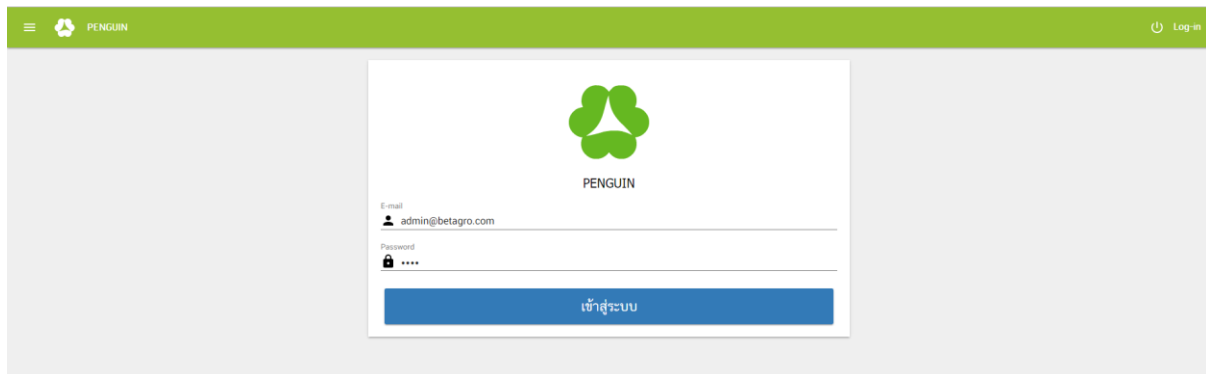 PENGUIN
Log-in
PENGUIN
E-mail
admin@betagro.com
Password
••••
เข้าสู่ระบบ